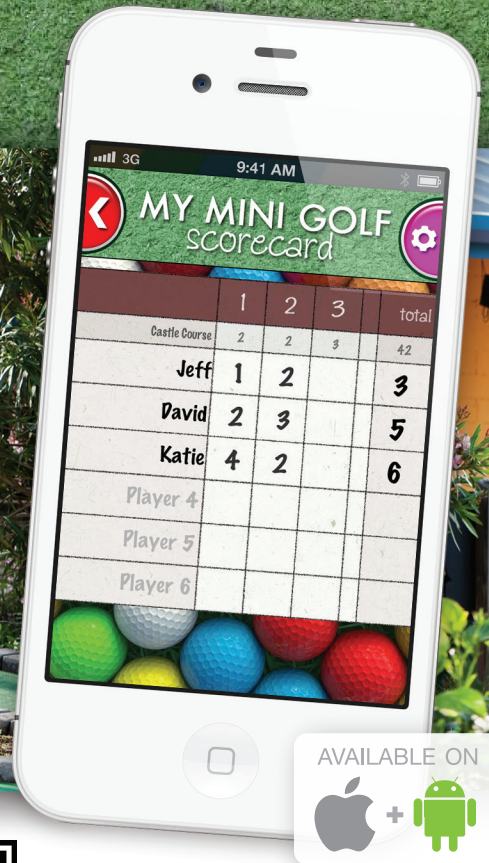 3G 9:41 AM
MY MINI GOLF
scorecard
1 2 3 total
Castle Course 2 2 3 42
Jeff 1 2 3
David 2 3 5
Katie 4 2 6
Player 4
Player 5
Player 6
AVAILABLE ON
+